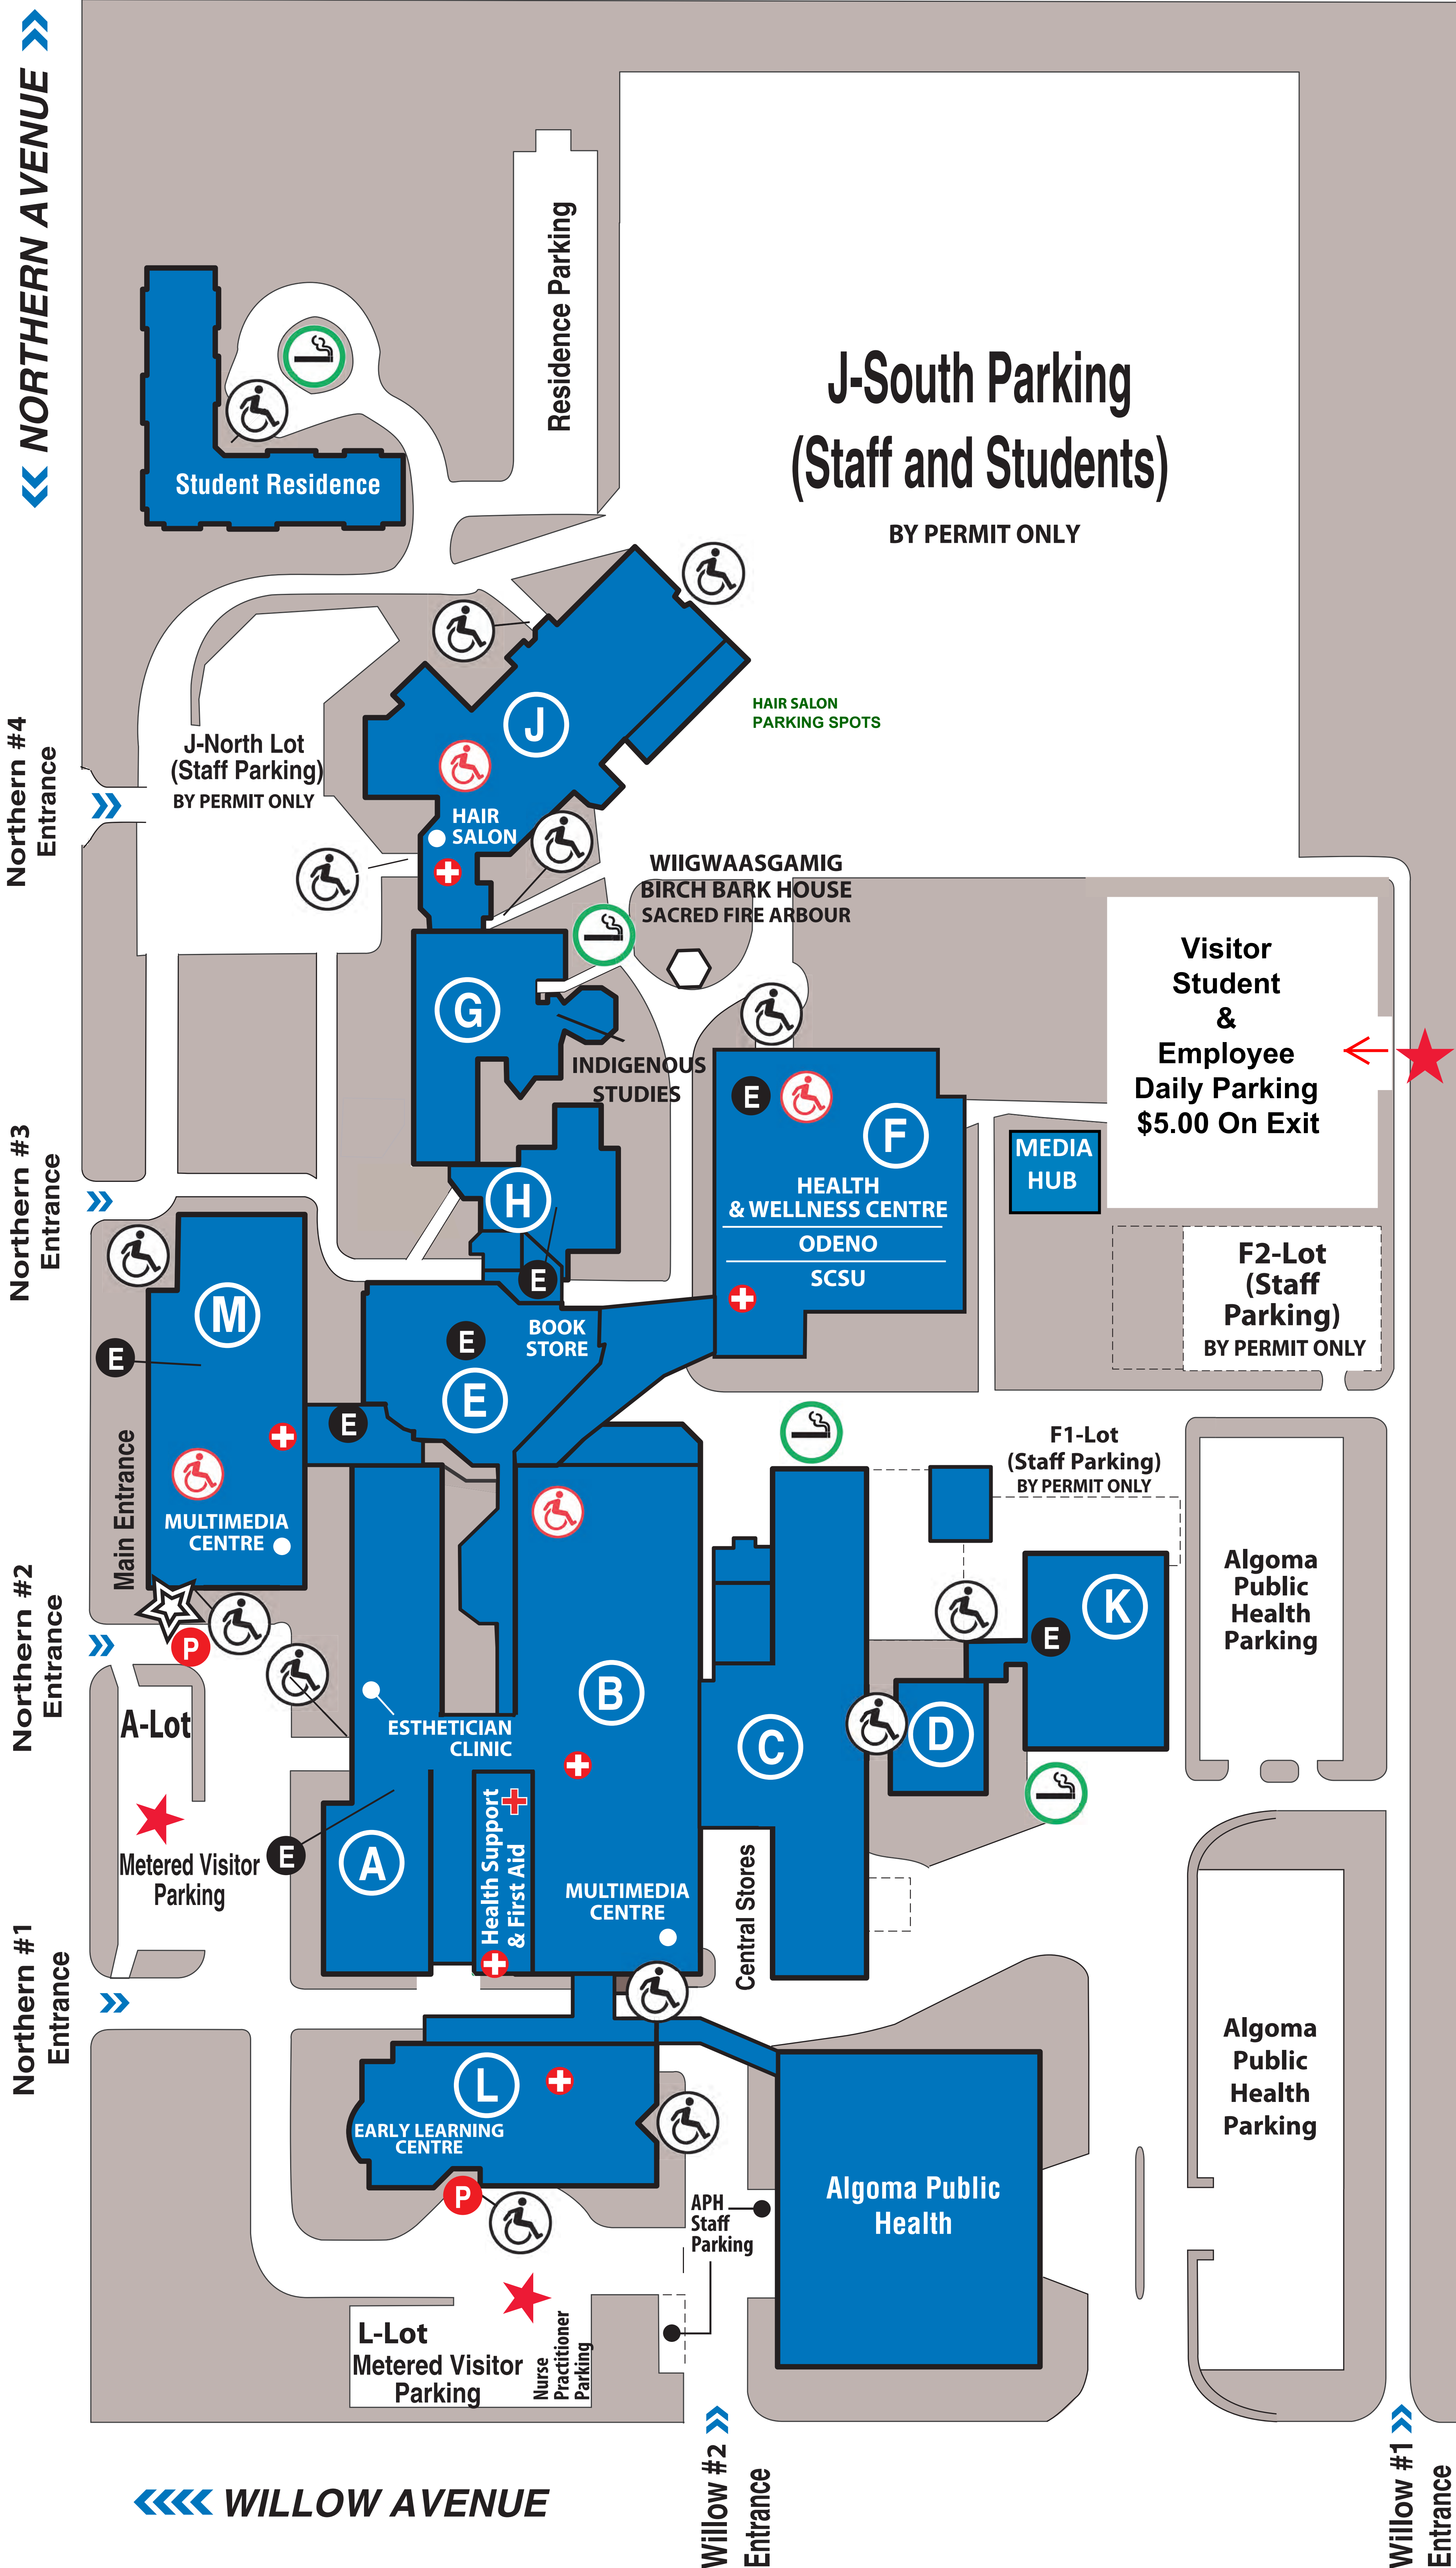 NORTHERN AVENUE
Residence Parking
J-South Parking
(Staff and Students)
BY PERMIT ONLY
Student Residence
Northern #4
Entrance
J-North Lot
(Staff Parking)
BY PERMIT ONLY
J
HAIR SALON
PARKING SPOTS
HAIR
SALON
WIIGWAASGAMIG
BIRCH BARK HOUSE
SACRED FIRE ARBOUR
G
INDIGENOUS
STUDIES
Visitor
Student
&
Employee
Daily Parking
$5.00 On Exit
E
F
HEALTH
& WELLNESS CENTRE
ODENO
SCSU
MEDIA
HUB
F2-Lot
(Staff
Parking)
BY PERMIT ONLY
Northern #3
Entrance
H
E
M
E
E
BOOK
STORE
E
E
Main Entrance
MULTIMEDIA
CENTRE
F1-Lot
(Staff Parking)
BY PERMIT ONLY
Algoma
Public
Health
Parking
Northern #2
Entrance
P
K
E
B
C
D
A-Lot
ESTHETICIAN
CLINIC
Metered Visitor
Parking
E
A
Health Support
& First Aid
MULTIMEDIA
CENTRE
Central Stores
Northern #1
Entrance
L
EARLY LEARNING
CENTRE
P
Algoma
Public
Health
Parking
Algoma Public
Health
APH
Staff
Parking
L-Lot
Metered Visitor
Parking
Nurse
Practitioner
Parking
WILLOW AVENUE
Willow #2
Entrance
Willow #1
Entrance